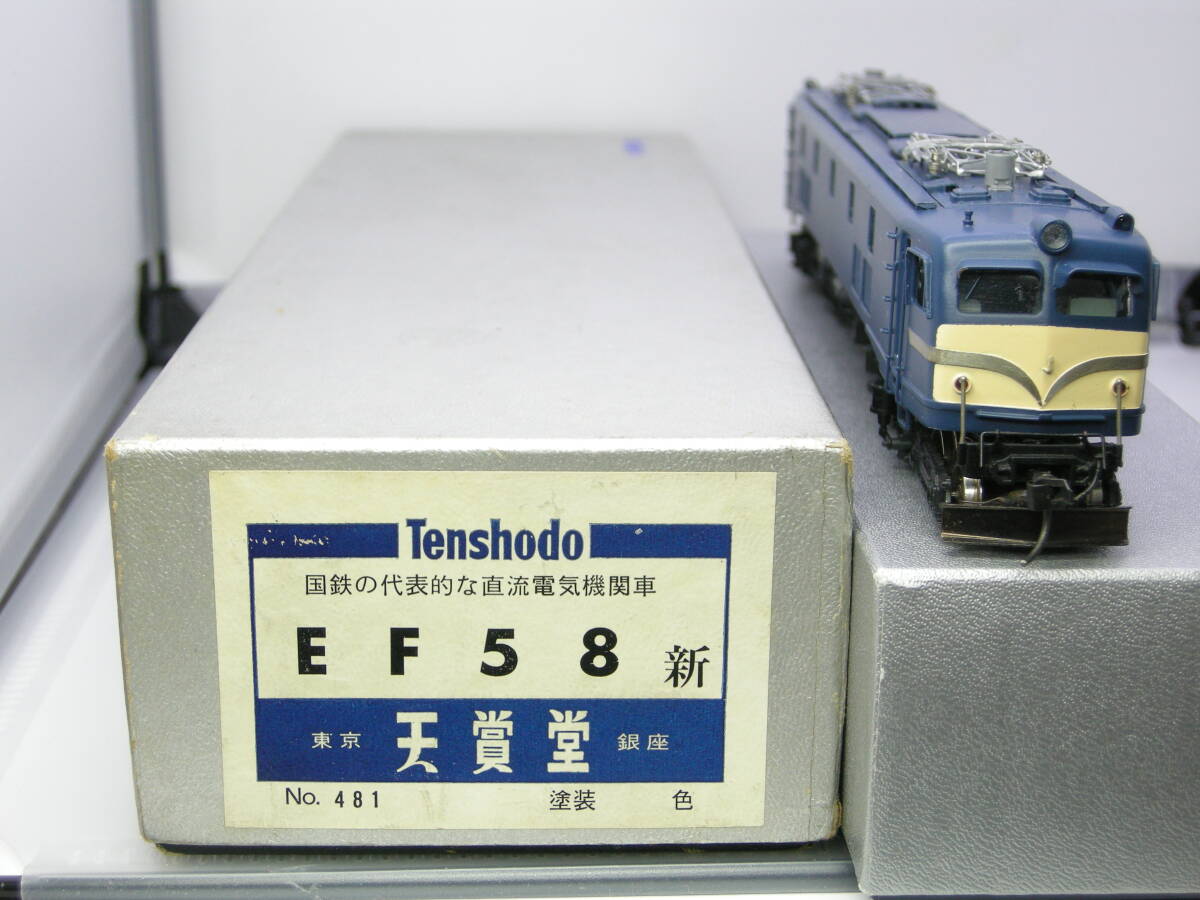 Tenshodo
国鉄の代表的な直流電気機関車
EF58 新
東京 天賞堂 銀座
No. 481 塗装 色